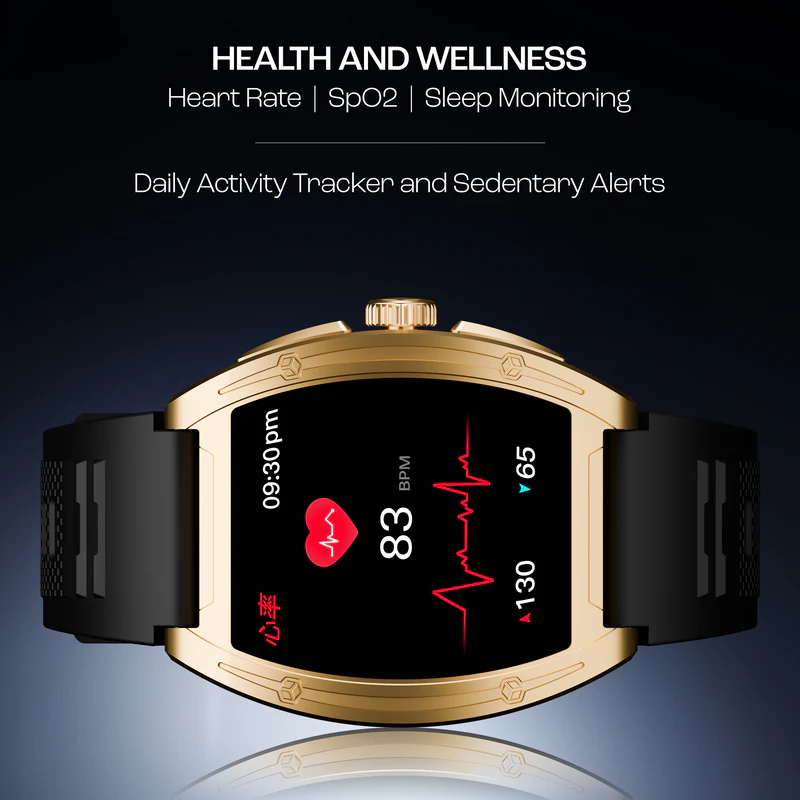 HEALTH AND WELLNESS
Heart Rate | SpO2 | Sleep Monitoring
Daily Activity Tracker and Sedentary Alerts
心率
09:30pm
83 BPM
▲130
▼65